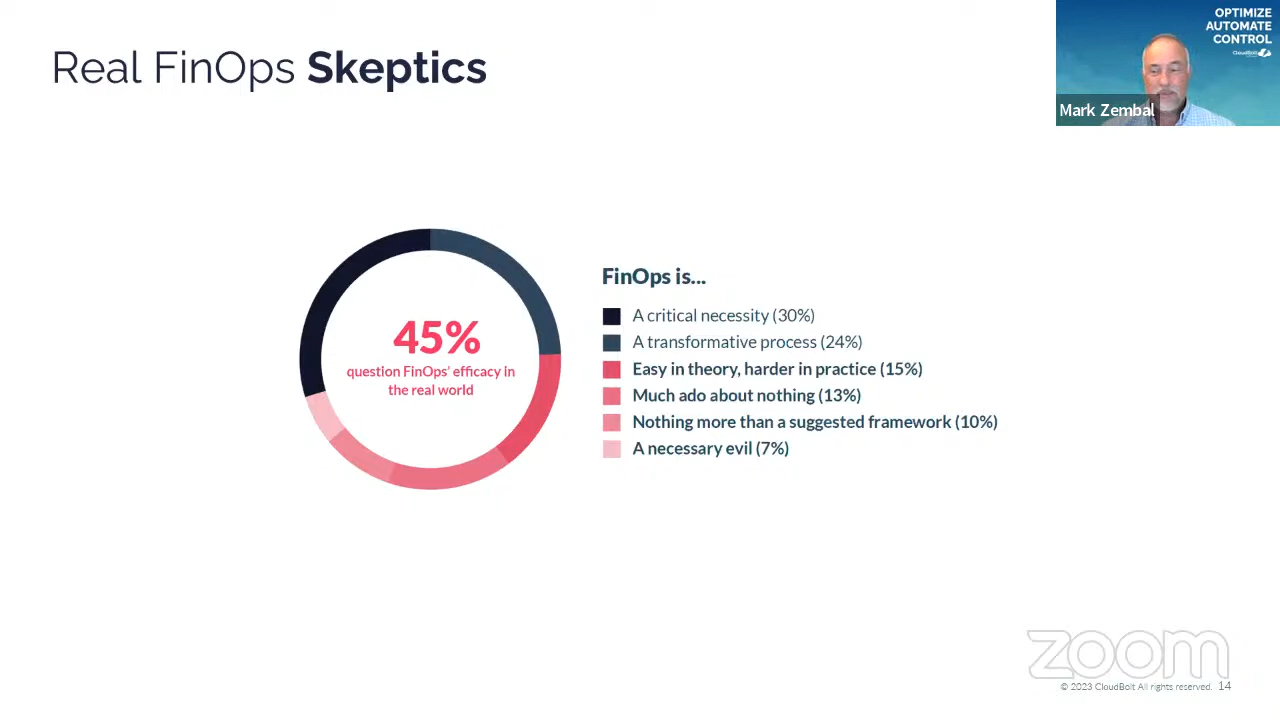 Real FinOps Skeptics
OPTIMIZE
AUTOMATE
CONTROL
CloudBolt
Mark Zembal
45%
question FinOps' efficacy in
the real world
FinOps is...
A critical necessity (30%)
A transformative process (24%)
Easy in theory, harder in practice (15%)
Much ado about nothing (13%)
Nothing more than a suggested framework (10%)
A necessary evil (7%)
zoom
© 2023 CloudBolt All rights reserved. 14